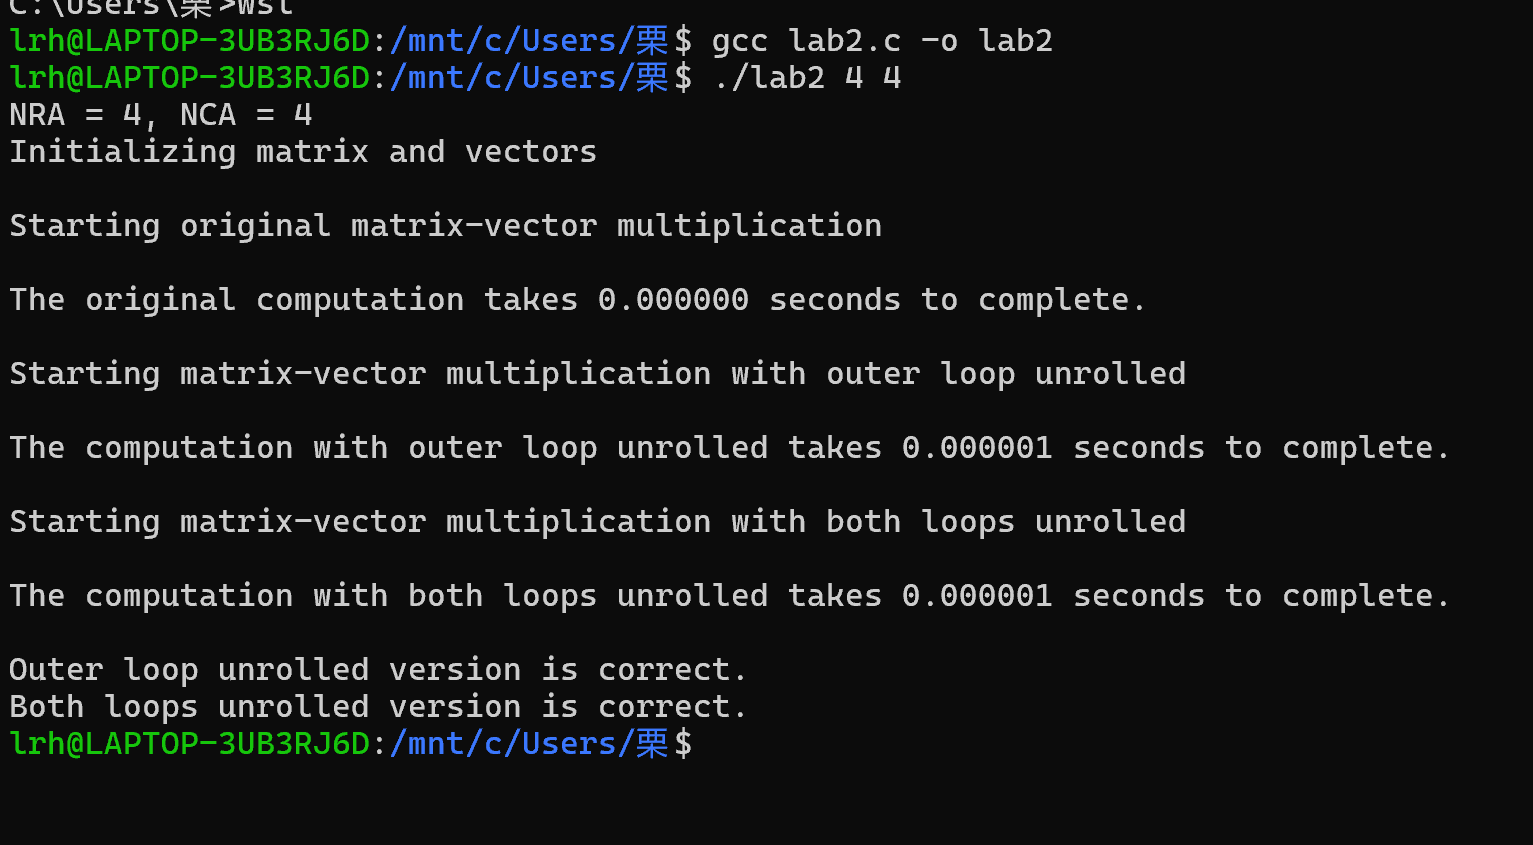 C:\Users\栗>wsl
lrh@LAPTOP-3UB3RJ6D:/mnt/c/Users/栗$ gcc lab2.c -o lab2
lrh@LAPTOP-3UB3RJ6D:/mnt/c/Users/栗$ ./lab2 4 4
NRA = 4, NCA = 4
Initializing matrix and vectors
Starting original matrix-vector multiplication
The original computation takes 0.000000 seconds to complete.
Starting matrix-vector multiplication with outer loop unrolled
The computation with outer loop unrolled takes 0.000001 seconds to complete.
Starting matrix-vector multiplication with both loops unrolled
The computation with both loops unrolled takes 0.000001 seconds to complete.
Outer loop unrolled version is correct.
Both loops unrolled version is correct.
lrh@LAPTOP-3UB3RJ6D:/mnt/c/Users/栗$